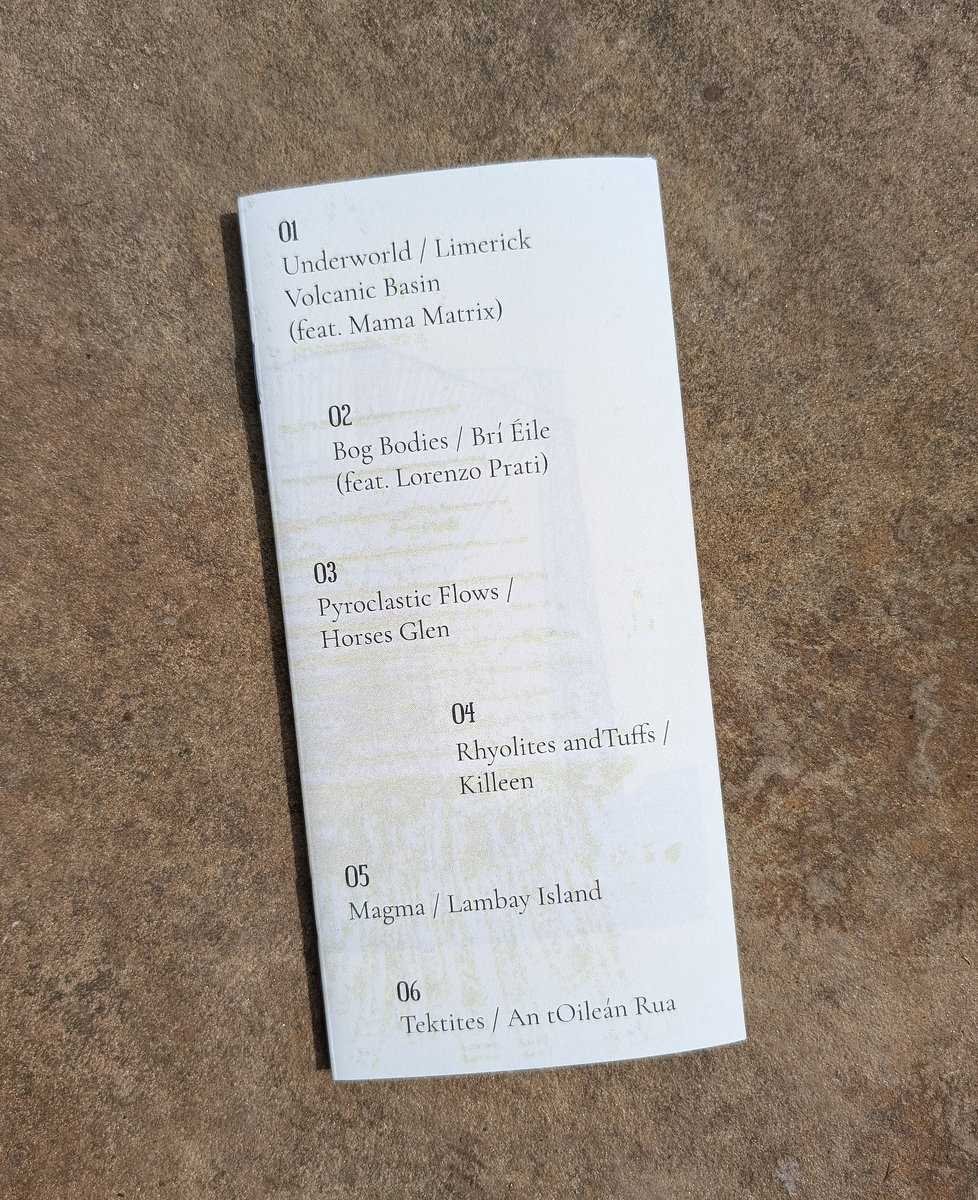 01
Underworld / Limerick
Volcanic Basin
(feat. Mama Matrix)
02
Bog Bodies / Brí Éile
(feat. Lorenzo Prati)
03
Pyroclastic Flows /
Horses Glen
04
Rhyolites andTuffs /
Killeen
05
Magma / Lambay Island
06
Tektites / An tOileán Rua